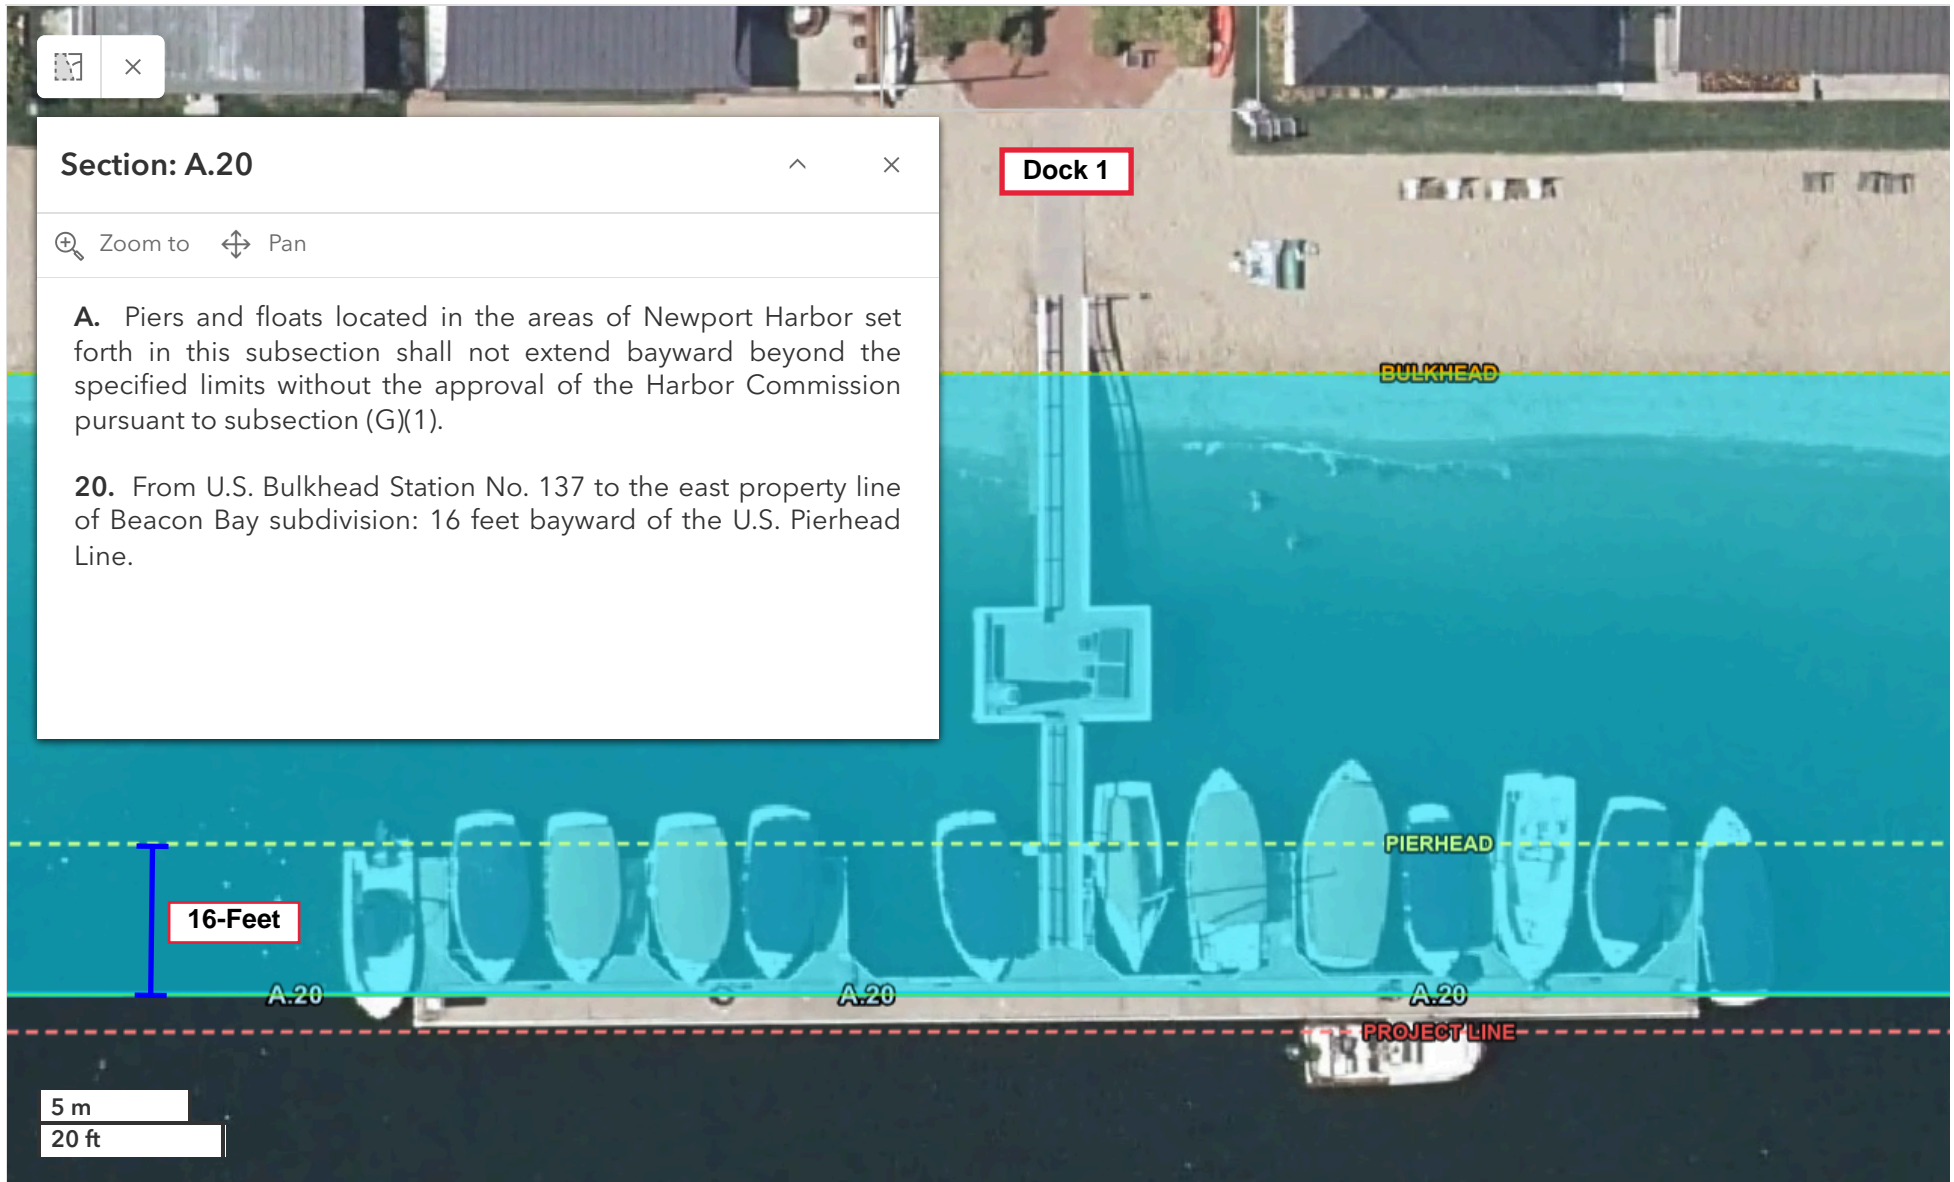 Section: A.20
Dock 1
Zoom to
Pan
A. Piers and floats located in the areas of Newport Harbor set
forth in this subsection shall not extend bayward beyond the
specified limits without the approval of the Harbor Commission
pursuant to subsection (G)(1).
20. From U.S. Bulkhead Station No. 137 to the east property line
of Beacon Bay subdivision: 16 feet bayward of the U.S. Pierhead
Line.
BULKHEAD
PIERHEAD
16-Feet
A.20
A.20
A.20
PROJECT LINE
5 m
20 ft